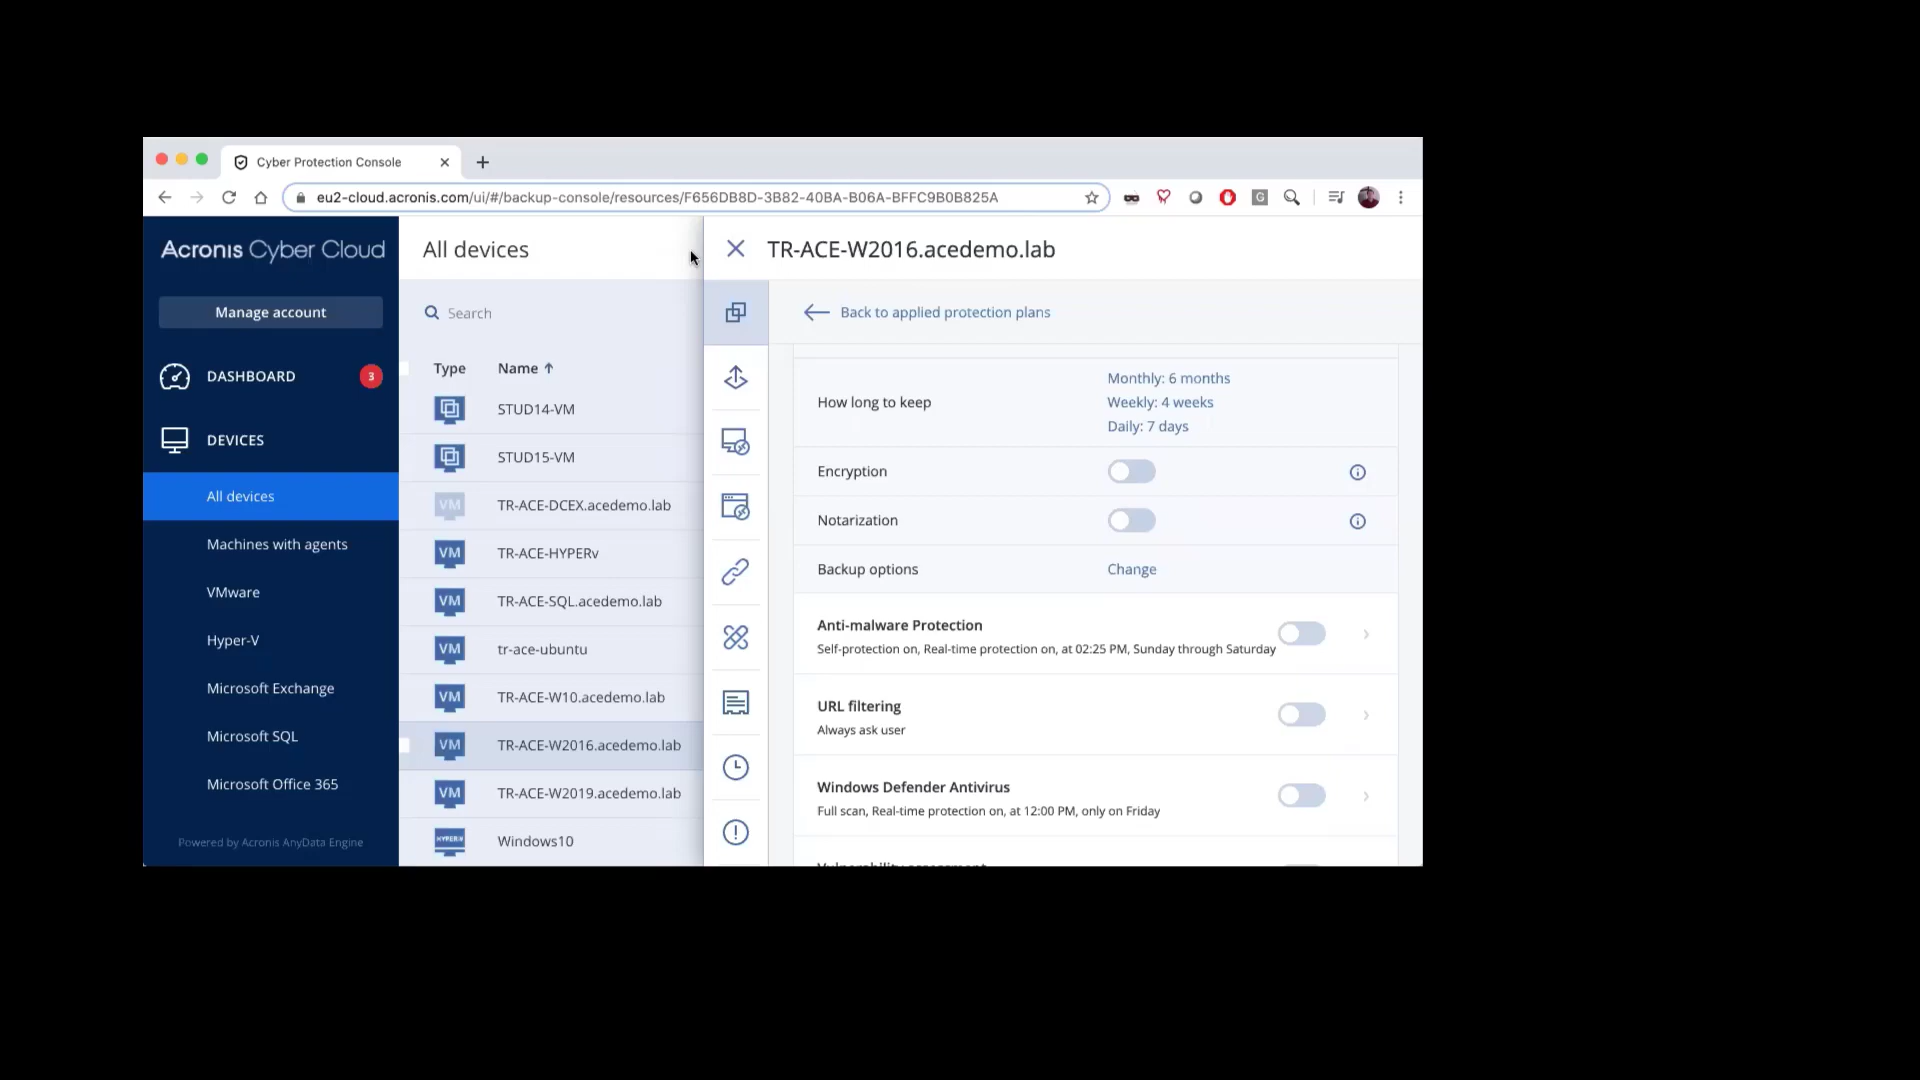 Cyber Protection Console
eu2-cloud.acronis.com/ui/#/backup-console/resources/F656DB8D-3B82-40BA-B06A-BFFC9B0B825A
G
Acronis Cyber Cloud
Manage account
DASHBOARD
3
DEVICES
All devices
Machines with agents
VMware
Hyper-V
Microsoft Exchange
Microsoft SQL
Microsoft Office 365
Powered by Acronis AnyData Engine
All devices
Search
Type Name
STUD14-VM
STUD15-VM
VM TR-ACE-DCEX.acedemo.lab
VM TR-ACE-HYPERv
VM TR-ACE-SQL.acedemo.lab
VM tr-ace-ubuntu
VM TR-ACE-W10.acedemo.lab
VM TR-ACE-W2016.acedemo.lab
VM TR-ACE-W2019.acedemo.lab
Windows10
TR-ACE-W2016.acedemo.lab
Back to applied protection plans
How long to keep
Monthly: 6 months
Weekly: 4 weeks
Daily: 7 days
Encryption
Notarization
Backup options Change
Anti-malware Protection
Self-protection on, Real-time protection on, at 02:25 PM, Sunday through Saturday
URL filtering
Always ask user
Windows Defender Antivirus
Full scan, Real-time protection on, at 12:00 PM, only on Friday